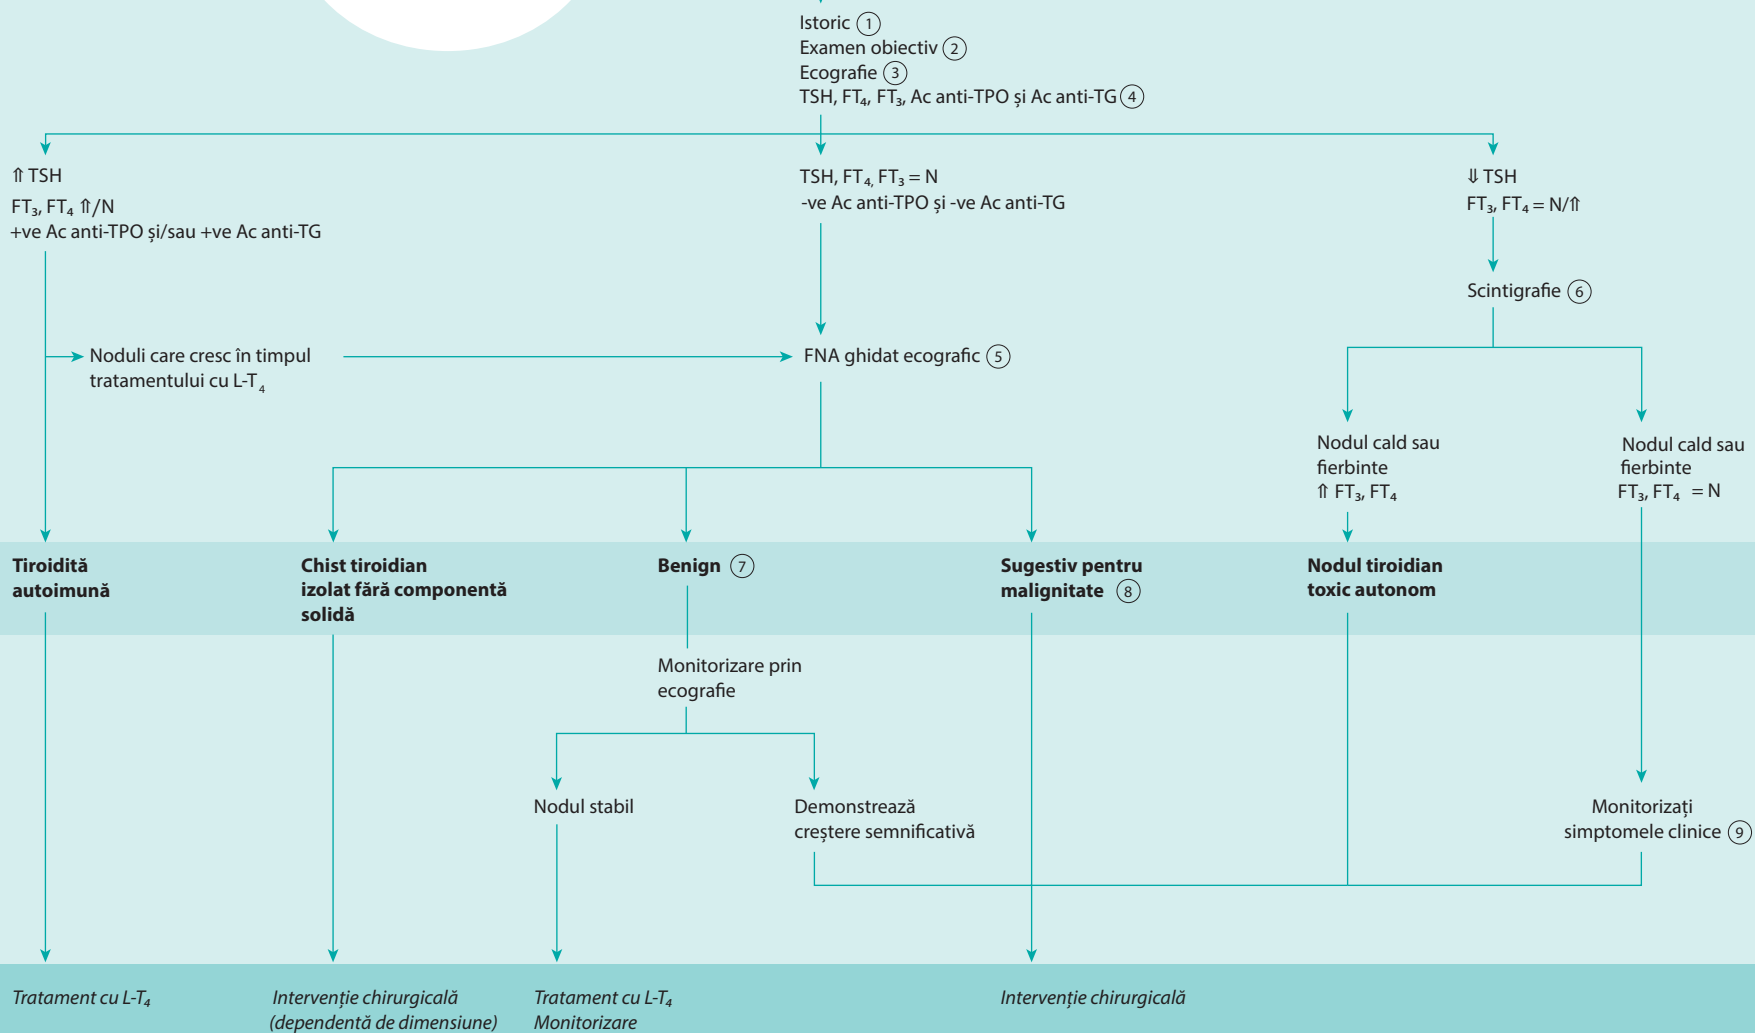 Istoric 1
Examen obiectiv 2
Ecografie 3
TSH, FT₄, FT₃, Ac anti-TPO și Ac anti-TG 4
⇑ TSH
FT₃, FT₄ ⇑/N
+ve Ac anti-TPO și/sau +ve Ac anti-TG
TSH, FT₄, FT₃ = N
-ve Ac anti-TPO și -ve Ac anti-TG
⇓ TSH
FT₃, FT₄ = N/⇑
Scintigrafie 6
Noduli care cresc în timpul
tratamentului cu L-T₄
FNA ghidat ecografic 5
Nodul cald sau
fierbinte
⇑ FT₃, FT₄
Nodul cald sau
fierbinte
FT₃, FT₄ = N
Tiroidită
autoimună
Chist tiroidian
izolat fără componentă
solidă
Benign 7
Sugestiv pentru
malignitate 8
Nodul tiroidian
toxic autonom
Monitorizare prin
ecografie
Nodul stabil
Demonstrează
creștere semnificativă
Monitorizați
simptomele clinice 9
Tratament cu L-T₄
Intervenție chirurgicală
(dependentă de dimensiune)
Tratament cu L-T₄
Monitorizare
Intervenție chirurgicală